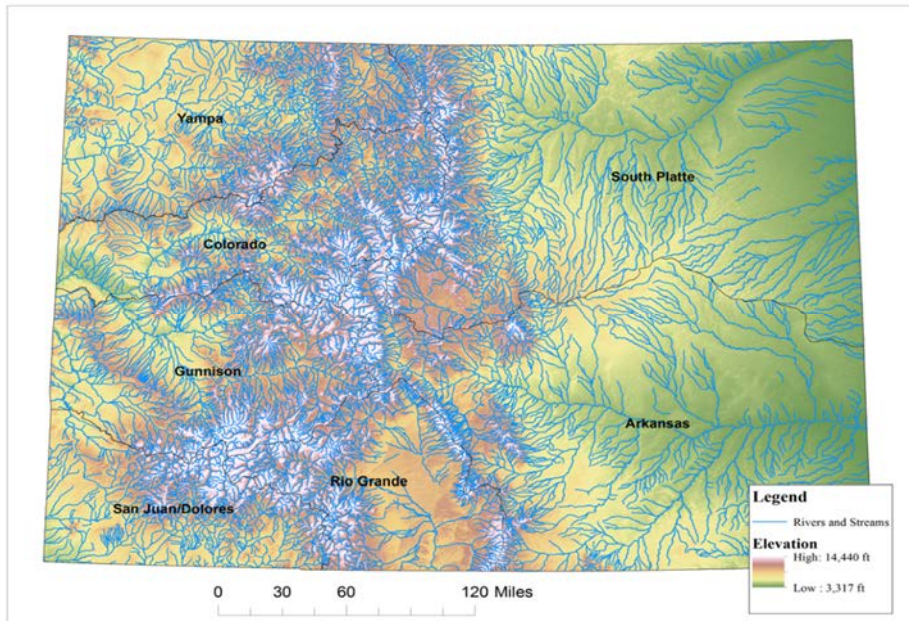 Yampa
South Platte
Colorado
Gunnison
Arkansas
Rio Grande
San Juan/Dolores
Legend
Rivers and Streams
Elevation
High: 14,440 ft
Low : 3,317 ft
0 30 60 120 Miles